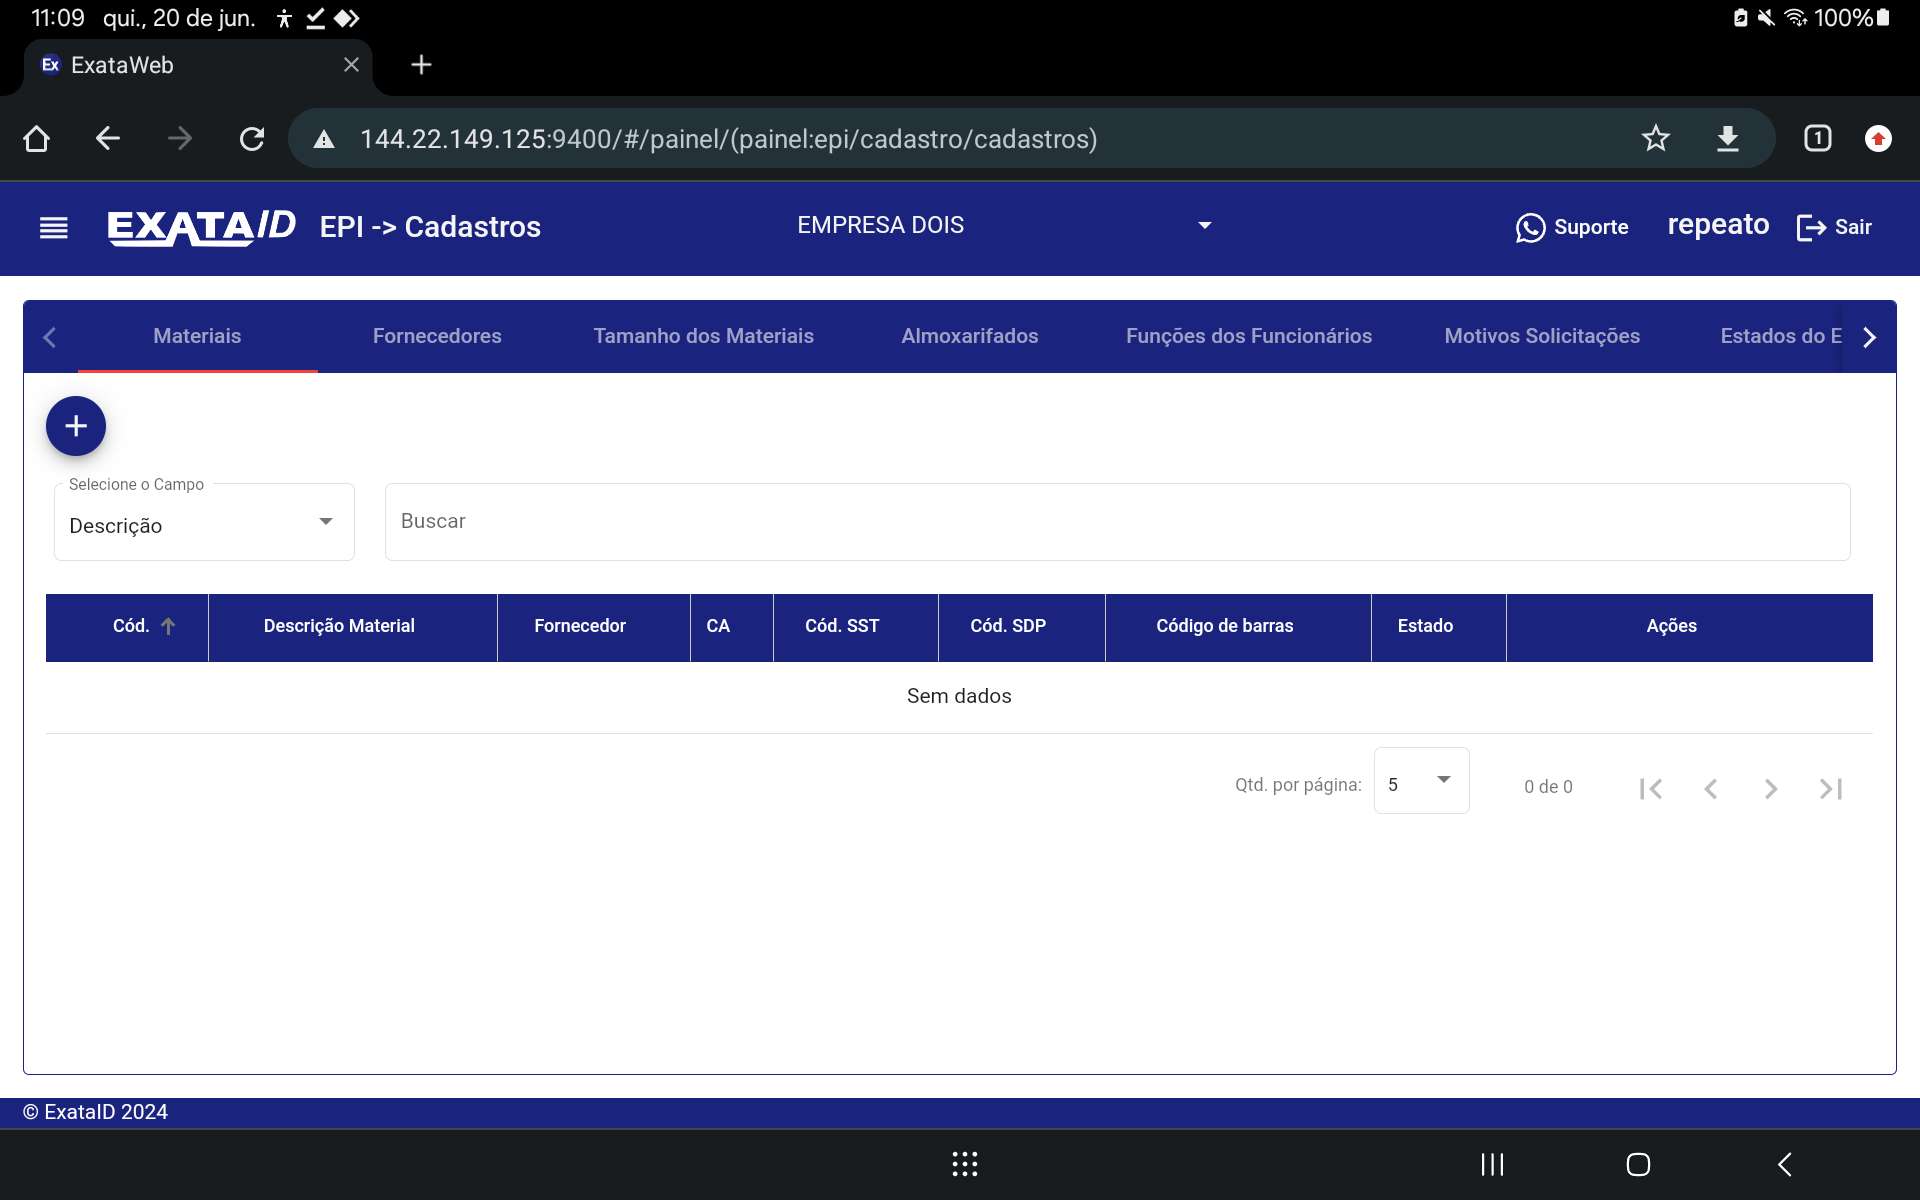 11:09 qui., 20 de jun. 100%
Ex ExataWeb
144.22.149.125:9400/#/painel/(painel:epi/cadastro/cadastros) 1
EXATAID EPI -> Cadastros EMPRESA DOIS Suporte repeato Sair
Materiais Fornecedores Tamanho dos Materiais Almoxarifados Funções dos Funcionários Motivos Solicitações Estados do E
+
Selecione o Campo
Descrição Buscar
Cód. Descrição Material Fornecedor CA Cód. SST Cód. SDP Código de barras Estado Ações
Sem dados
Qtd. por página: 5 0 de 0
© ExataID 2024